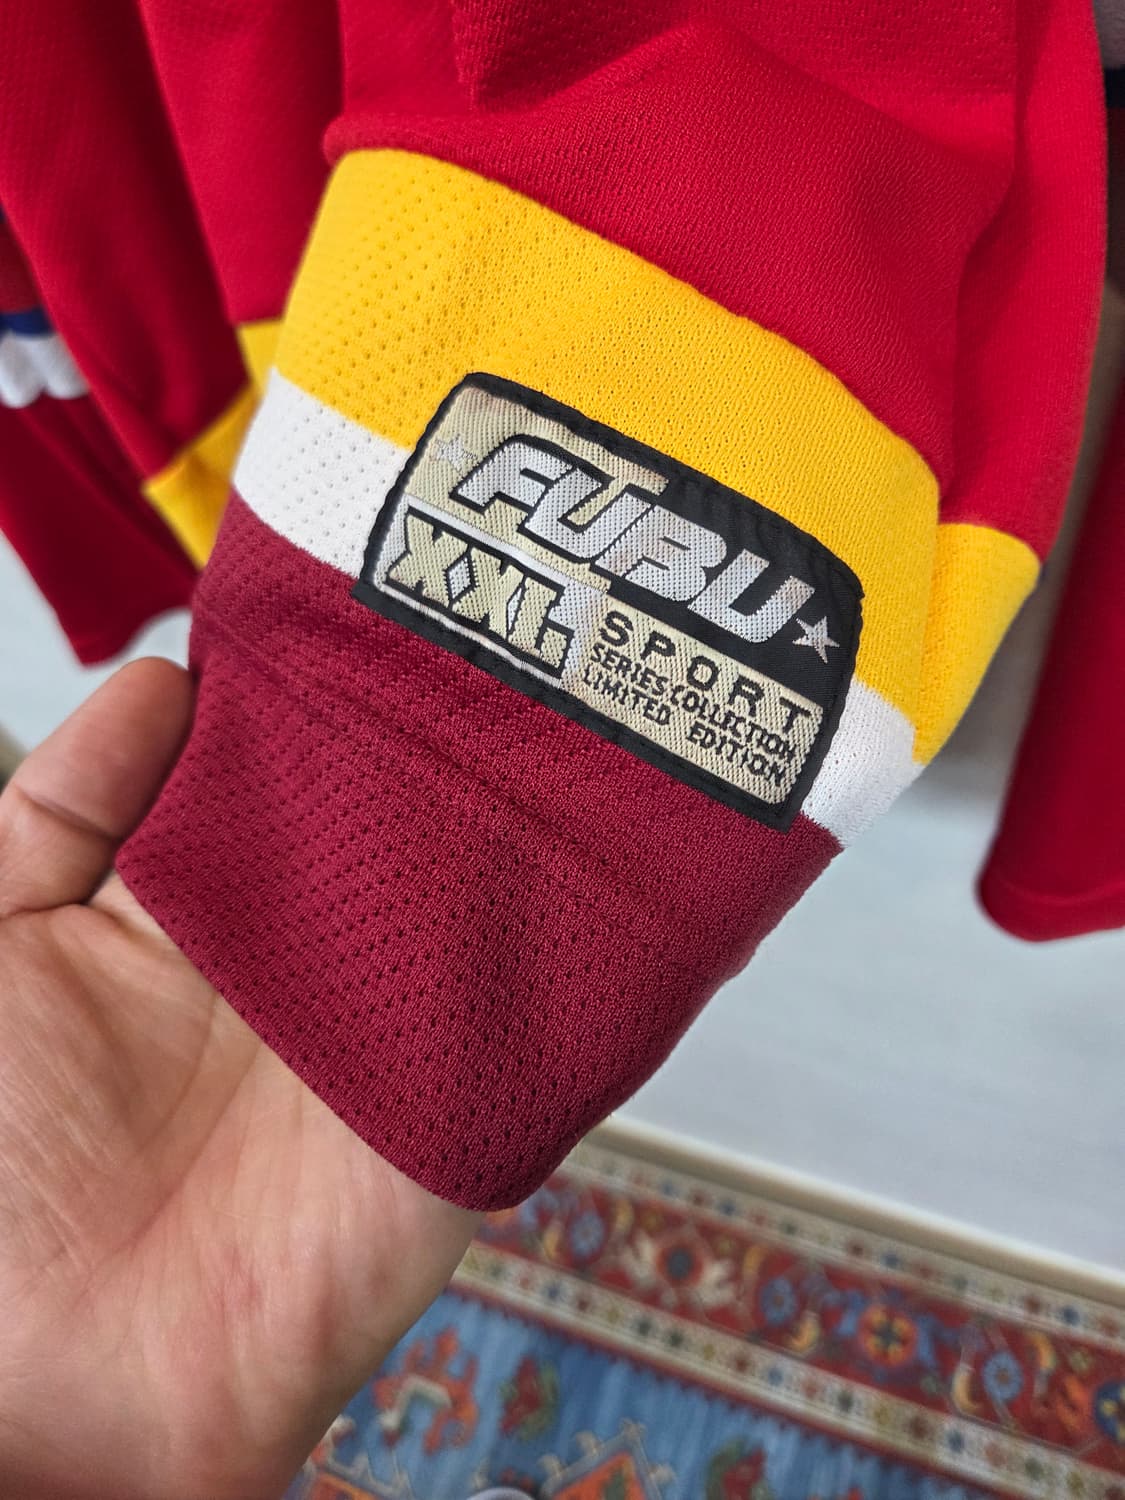 FUBU
XXL
SPORT
SERIES COLLECTION
LIMITED EDITION